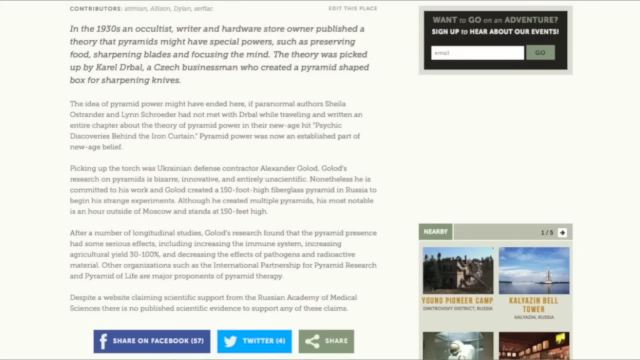 CONTRIBUTORS: atimian, Allison, Dylan, serflac
EDIT THIS PLACE
In the 1930s an occultist, writer and hardware store owner published a
theory that pyramids might have special powers, such as preserving
food, sharpening blades and focusing the mind. The theory was picked
up by Karel Drbal, a Czech businessman who created a pyramid shaped
box for sharpening knives.
The idea of pyramid power might have ended here, if paranormal authors Sheila
Ostrander and Lynn Schroeder had not met with Drbal while traveling and written an
entire chapter about the theory of pyramid power in their new-age hit "Psychic
Discoveries Behind the Iron Curtain." Pyramid power was now an established part of
new-age belief.
Picking up the torch was Ukrainian defense contractor Alexander Golod. Golod's
research on pyramids is bizarre, innovative, and entirely unscientific. Nonetheless he is
committed to his work and Golod created a 150-foot-high fiberglass pyramid in Russia to
begin his strange experiments. Although he created multiple pyramids, his most notable
is an hour outside of Moscow and stands at 150-feet high.
After a number of longitudinal studies, Golod's research found that the pyramid presence
had some serious effects, including increasing the immune system, increasing
agricultural yield 30-100%, and decreasing the effects of pathogens and radioactive
material. Other organizations such as the International Partnership for Pyramid Research
and Pyramid of Life are major proponents of pyramid therapy.
Despite a website claiming scientific support from the Russian Academy of Medical
Sciences there is no published scientific evidence to support any of these claims.
SHARE ON FACEBOOK (57)
TWITTER (4)
SHARE
WANT to GO on an ADVENTURE?
SIGN UP to HEAR ABOUT OUR EVENTS!
email
GO
NEARBY
1 / 5
YOUNG PIONEER CAMP
DMITROVSKY DISTRICT, RUSSIA
KALYAZIN BELL
TOWER
KALYAZIN, RUSSIA